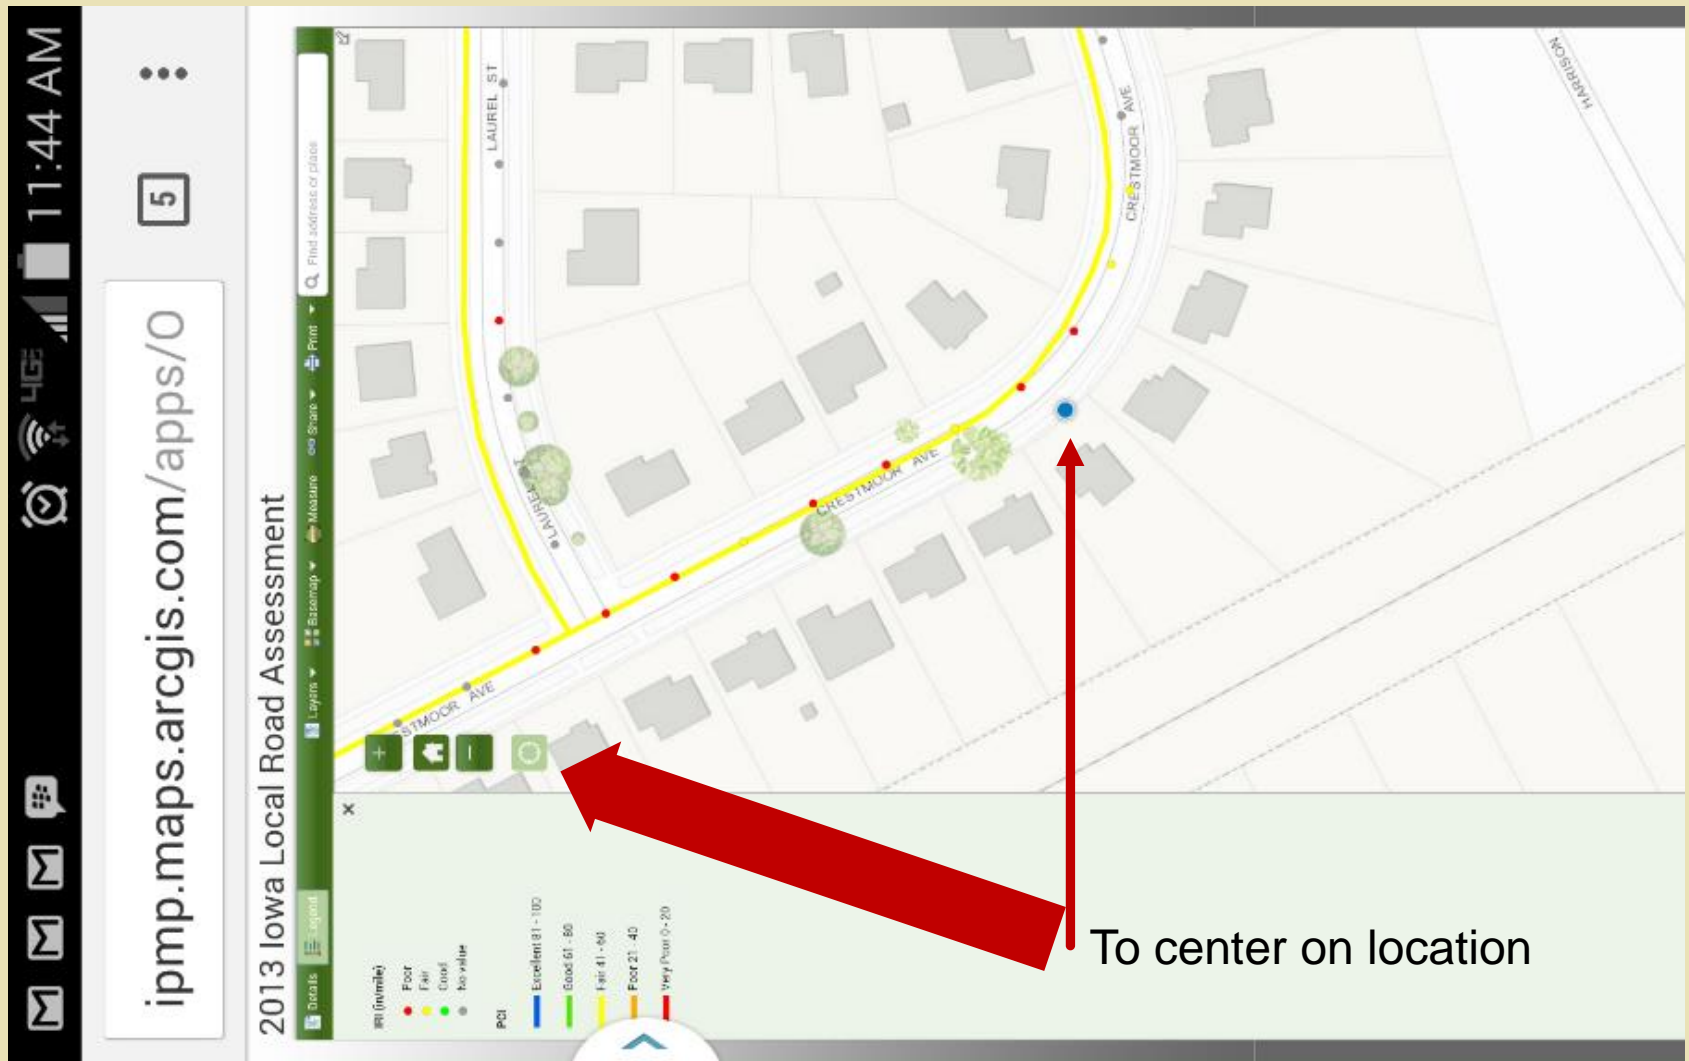 11:44 AM
4G
5
ipmp.maps.arcgis.com/apps/0
2013 Iowa Local Road Assessment
Details
Legend
Layers
Basemap
Measure
Share
Print
Find address or place
IRI (in/mile)
Poor
Fair
Good
No value
PCI
Excellent 81 - 100
Good 61 - 80
Fair 41 - 60
Poor 21 - 40
Very Poor 0 - 20
LAUREL ST
CRESTMOOR AVE
HARRISON
CRESTMOOR AVE
STMOOR AVE
To center on location